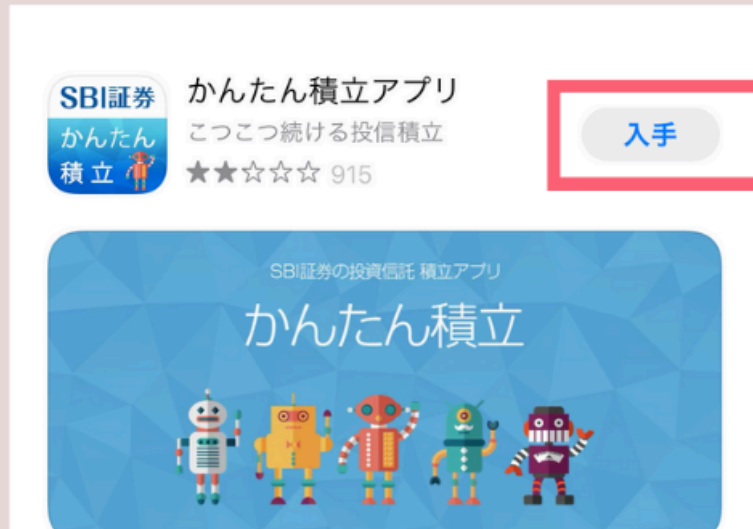 SBI証券
かんたん
積立
かんたん積立アプリ
こつこつ続ける投信積立
★★☆☆☆ 915
入手
SBI証券の投資信託 積立アプリ
かんたん積立